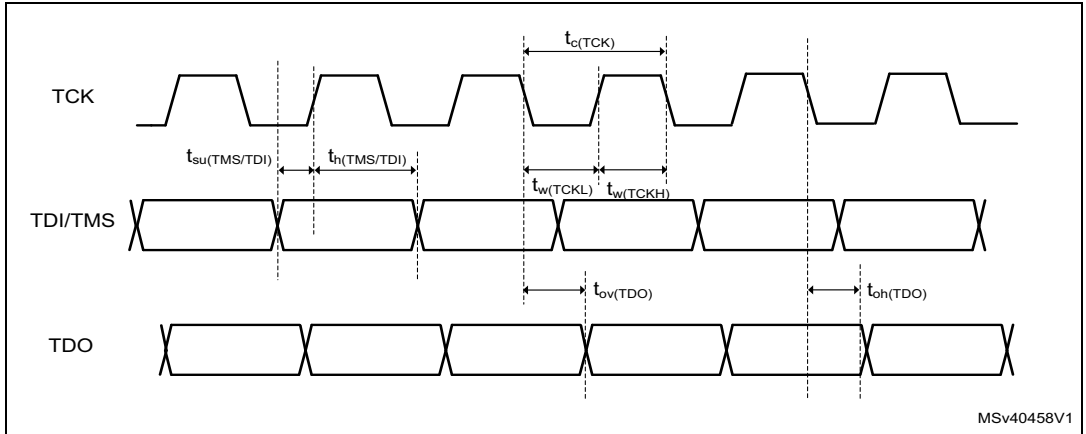 tc(TCK)
TCK
tsu(TMS/TDI)
th(TMS/TDI)
tw(TCKL)
tw(TCKH)
TDI/TMS
tov(TDO)
toh(TDO)
TDO
MSv40458V1